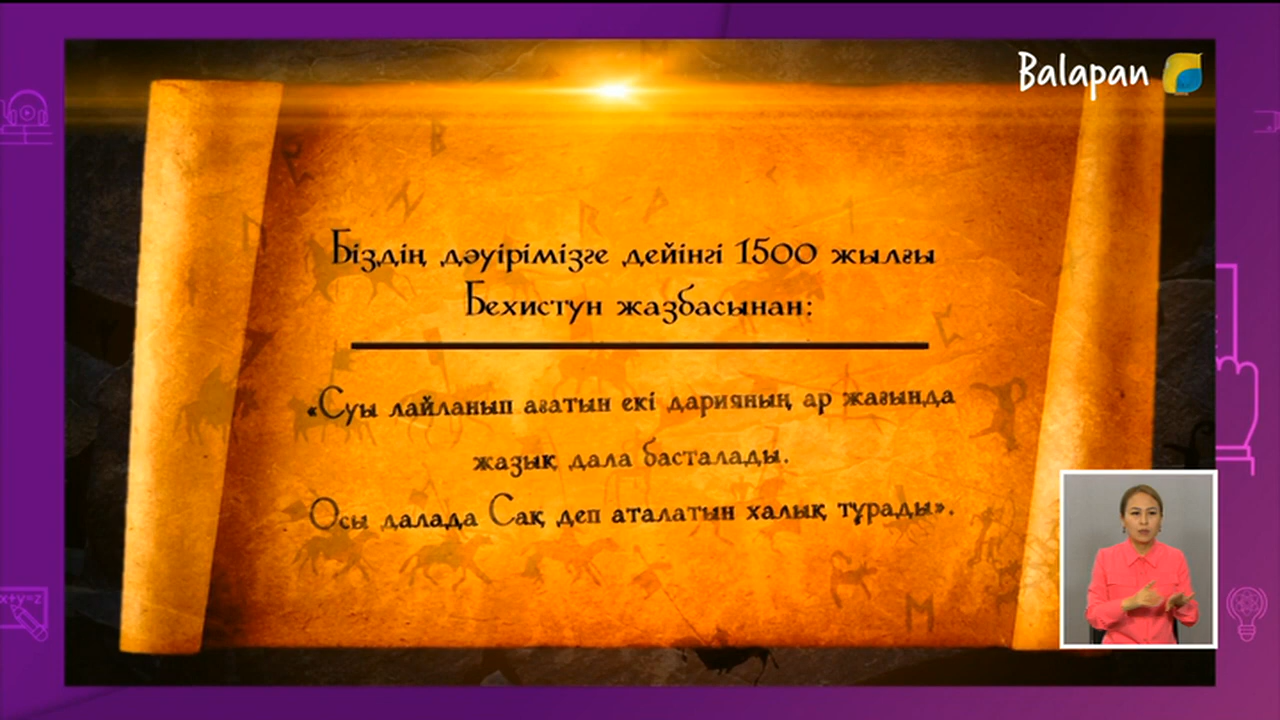 Balapan
Біздің дәуірімізге дейінгі 1500 жылғы
Бехистун жазбасынан:
«Суы лайланып ағатын екі дарияның ар жағында
жазық дала басталады.
Осы далада Сақ деп аталатын халық тұрады».
x+y=z